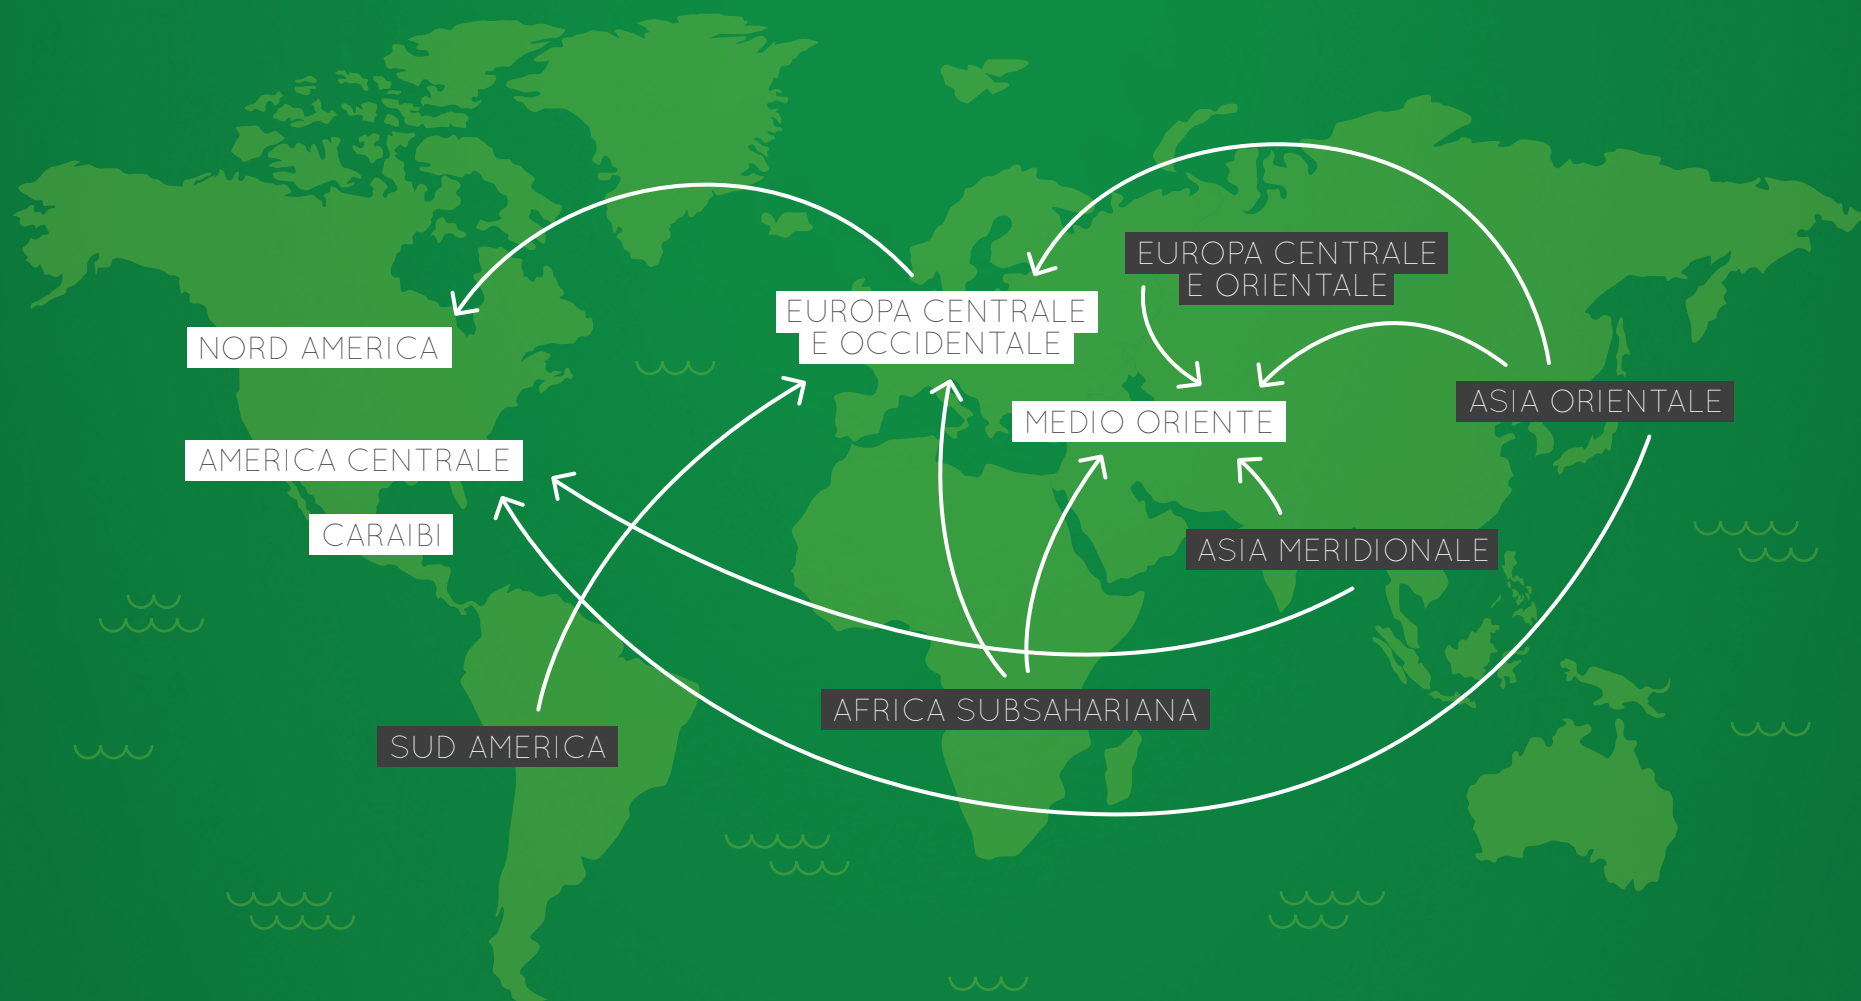 EUROPA CENTRALE
E ORIENTALE
EUROPA CENTRALE
E OCCIDENTALE
NORD AMERICA
ASIA ORIENTALE
MEDIO ORIENTE
AMERICA CENTRALE
CARAIBI
ASIA MERIDIONALE
AFRICA SUBSAHARIANA
SUD AMERICA